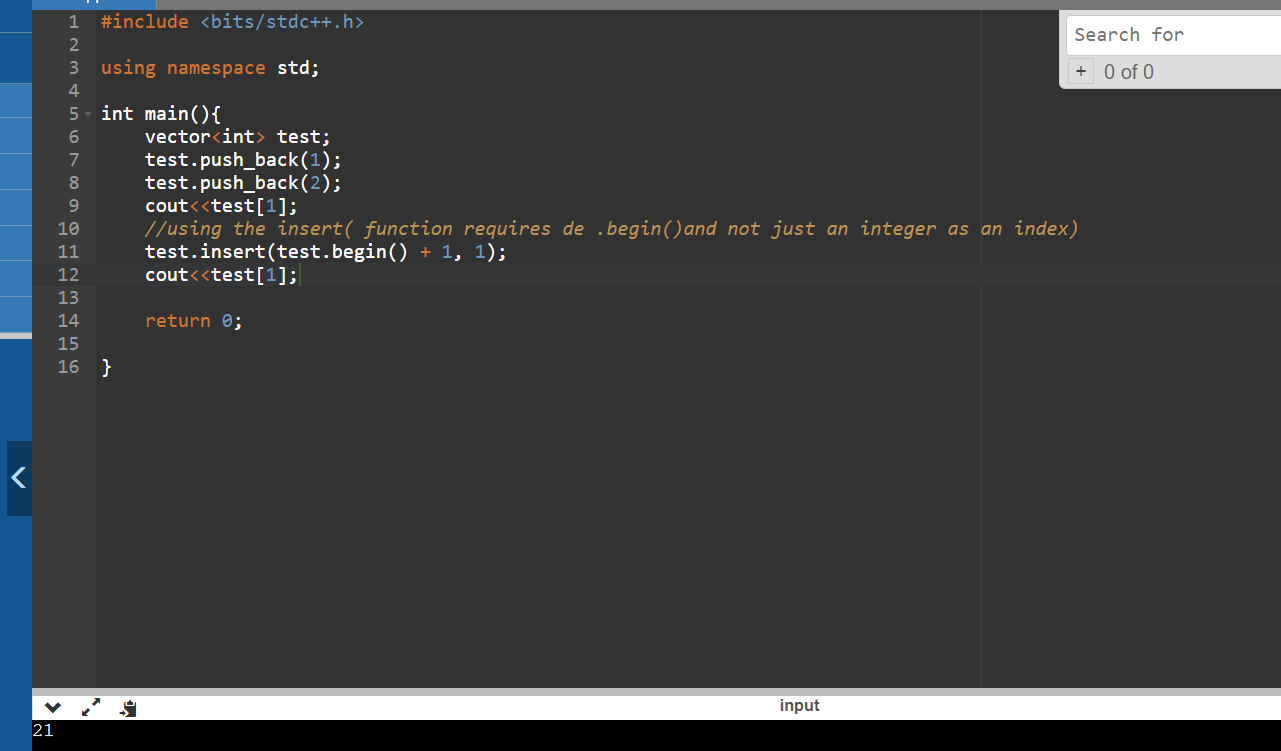 1 #include <bits/stdc++.h>
2
3 using namespace std;
4
5 int main(){
6     vector<int> test;
7     test.push_back(1);
8     test.push_back(2);
9     cout<<test[1];
10     //using the insert( function requires de .begin()and not just an integer as an index)
11     test.insert(test.begin() + 1, 1);
12     cout<<test[1];
13
14     return 0;
15
16 }
Search for
+ 0 of 0
input
21